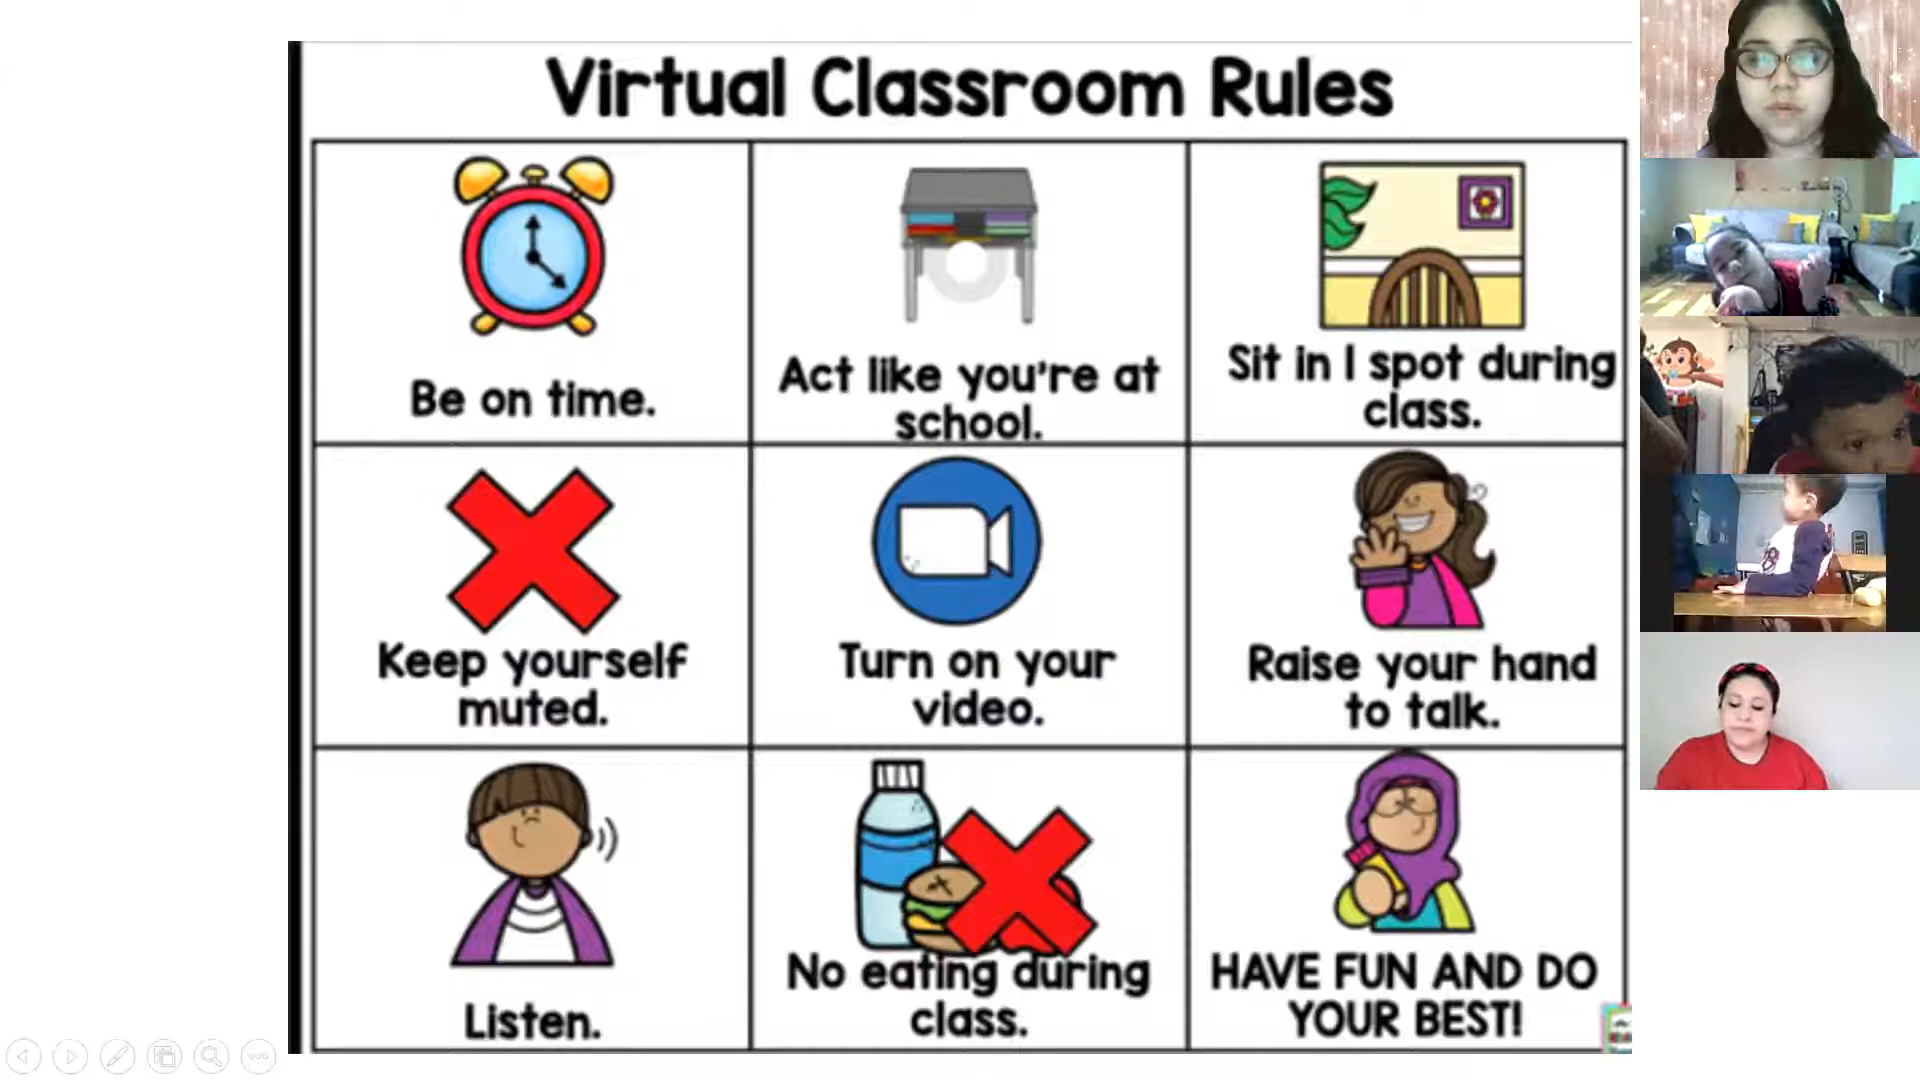 Virtual Classroom Rules
Be on time.
Act like you're at
school.
Sit in 1 spot during
class.
Keep yourself
muted.
Turn on your
video.
Raise your hand
to talk.
Listen.
No eating during
class.
HAVE FUN AND DO
YOUR BEST!